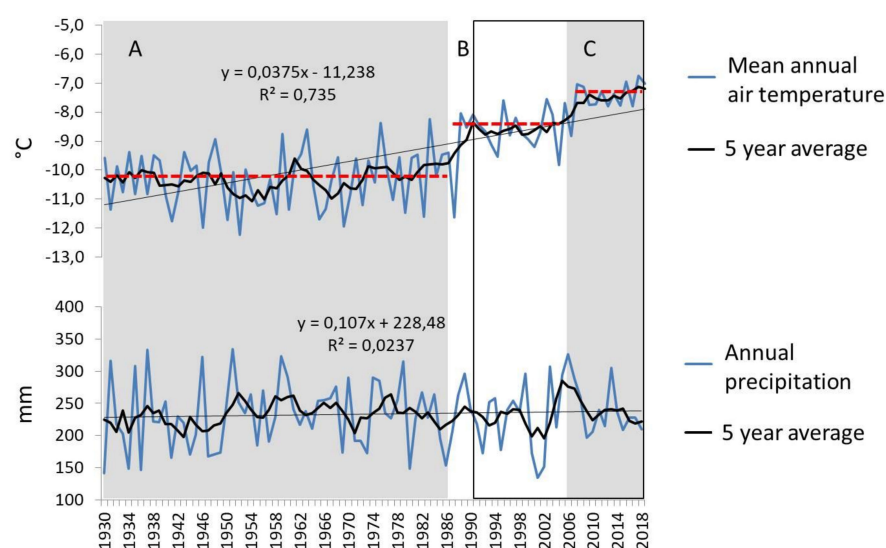 -5,0
-6,0
-7,0
-8,0
-9,0
-10,0
-11,0
-12,0
-13,0
°C
A
B
C
y = 0,0375x - 11,238
R² = 0,735
Mean annual
air temperature
5 year average
400
350
300
250
200
150
100
mm
y = 0,107x + 228,48
R² = 0,0237
Annual
precipitation
5 year average
1930
1934
1938
1942
1946
1950
1954
1958
1962
1966
1970
1974
1978
1982
1986
1990
1994
1998
2002
2006
2010
2014
2018